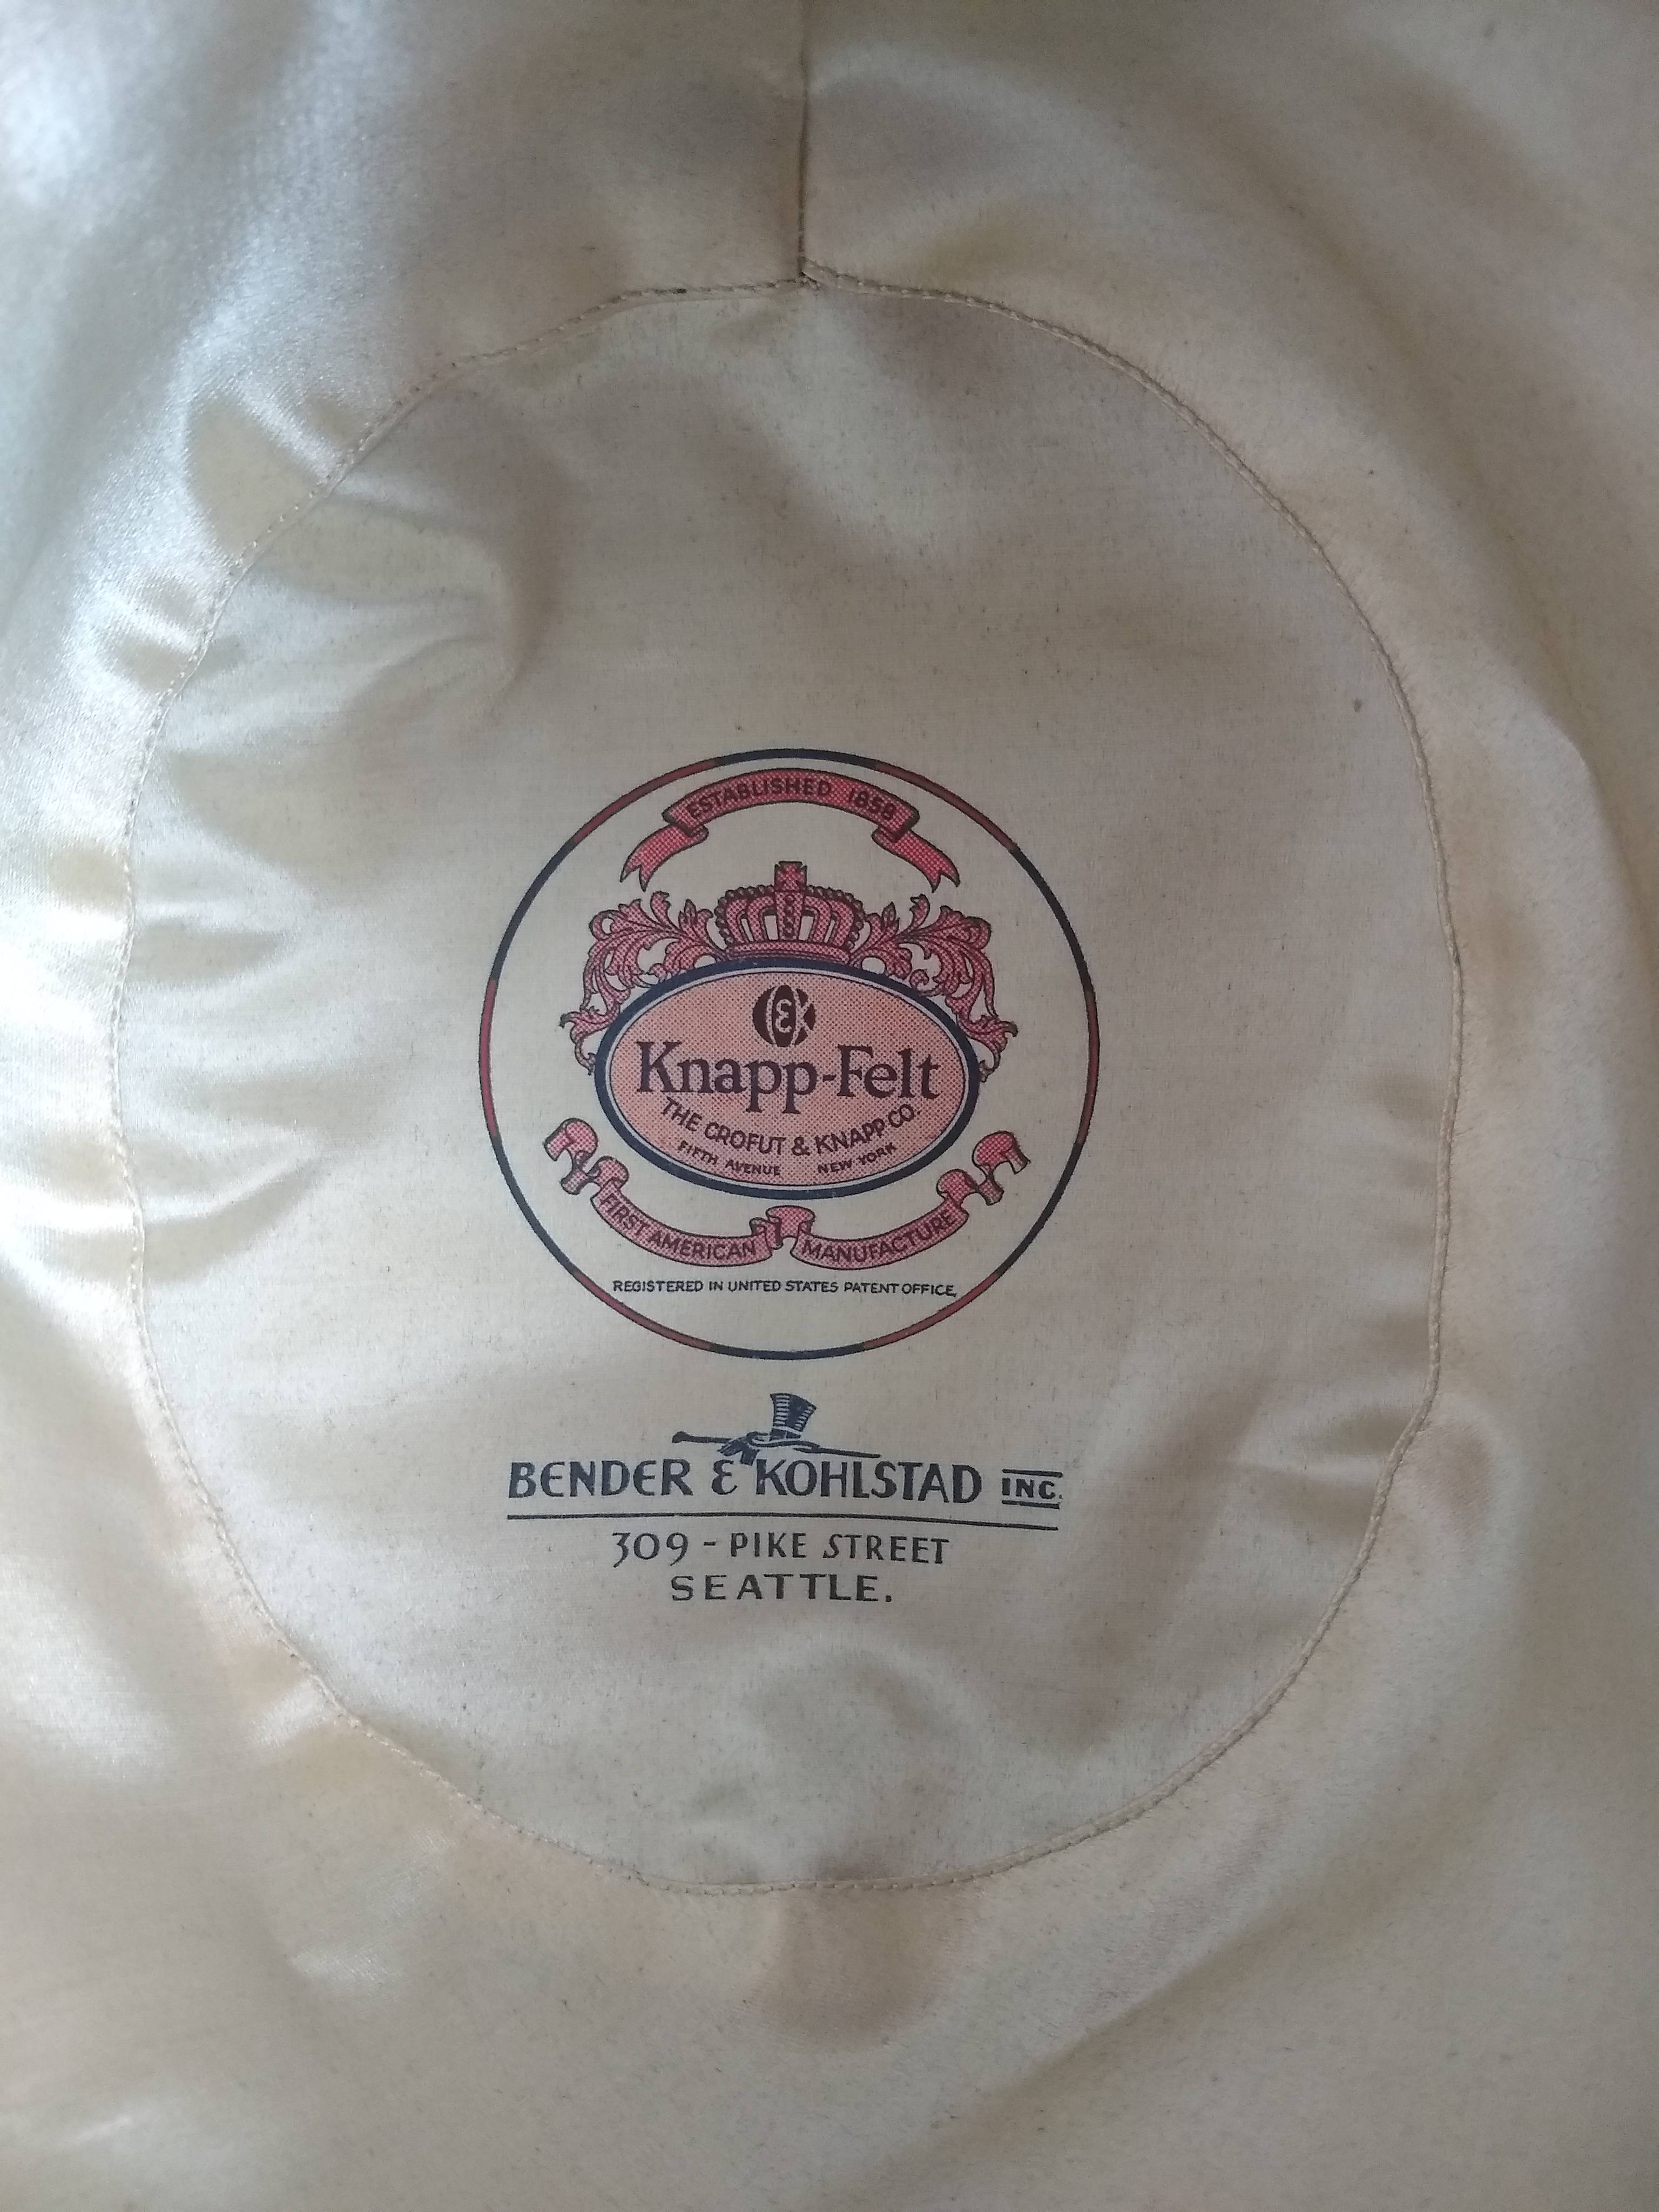 ESTABLISHED 1858
C&K
Knapp-Felt
THE CROFUT & KNAPP CO.
FIFTH AVENUE NEW YORK
FIRST AMERICAN MANUFACTURE
REGISTERED IN UNITED STATES PATENT OFFICE,
BENDER & KOHLSTAD INC.
309 - PIKE STREET
SEATTLE.